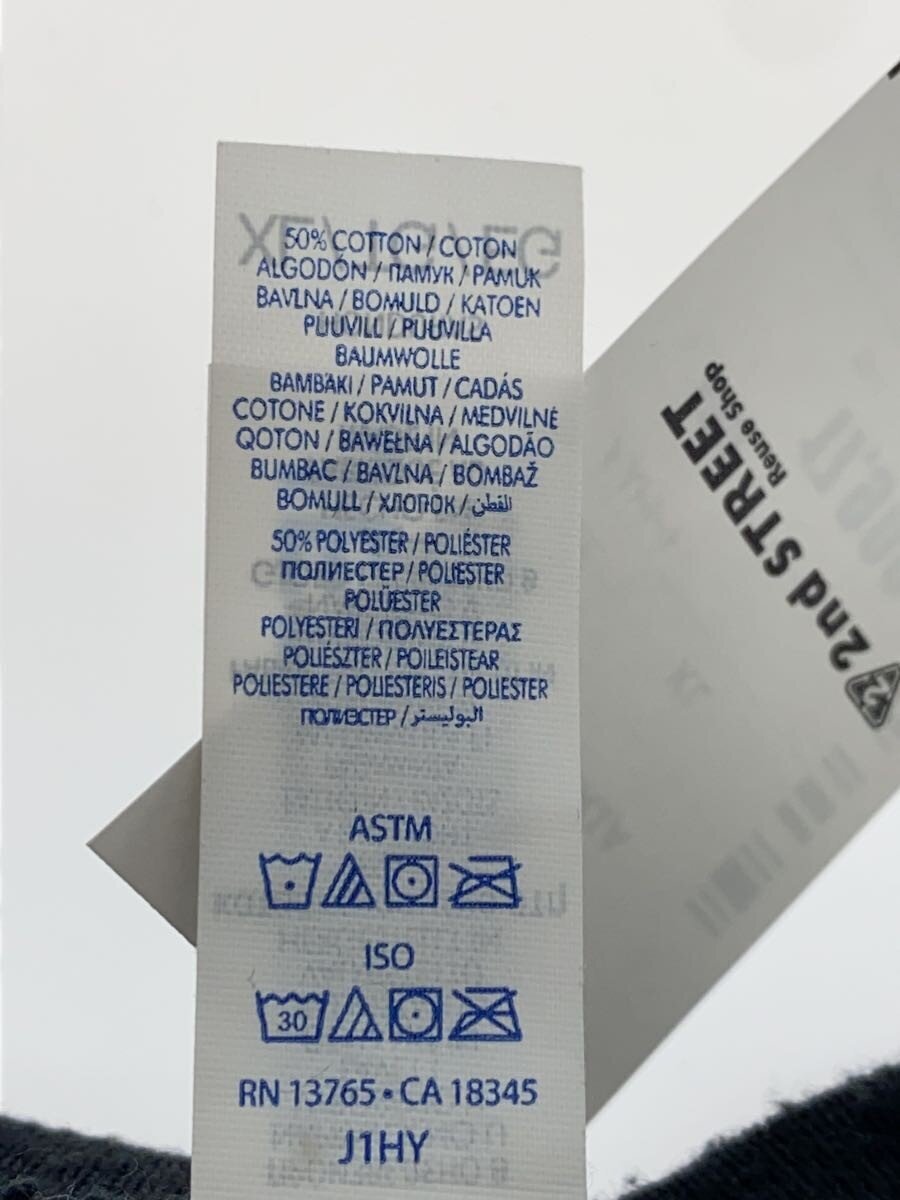 50% COTTON / COTON
ALGODÓN / ПАМУК / PAMUK
BAVLNA / BOMULD / KATOEN
PUUVILL / PUUVILLA
BAUMWOLLE
BAMBAKI / PAMUT / CADÁS
COTONE / KOKVILNA / MEDVILNÉ
QOTON / BAWEŁNA / ALGODÃO
BUMBAC / BAVLNA / BOMBAŽ
BOMULL / ХЛОПОК / القطن
50% POLYESTER / POLIÉSTER
ПОЛИЕСТЕР / POLIESTER
POLÜESTER
POLYESTERI / ΠΟΛΥΕΣΤΕΡΑΣ
POLIÉSZTER / POILEISTEAR
POLIESTERE / POLIESTERIS / POLIESTER
ПОЛИЭСТЕР / البوليستر
ASTM
ISO
30
RN 13765 • CA 18345
J1HY
2nd STREET
Reuse Shop